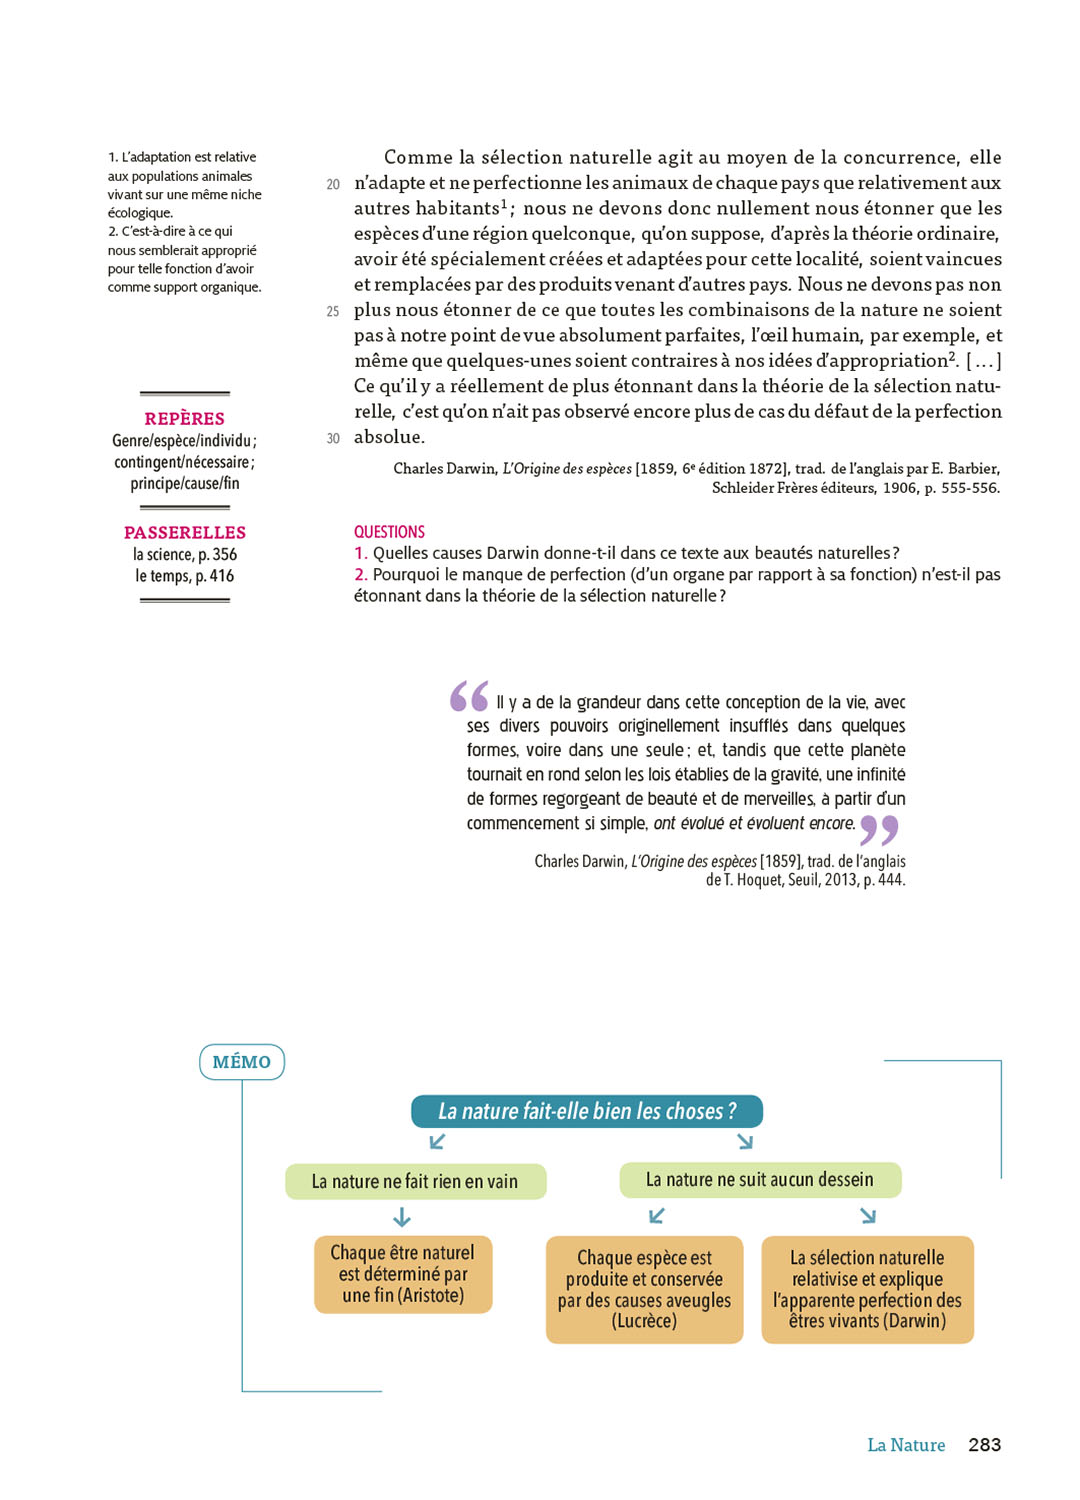 1. L’adaptation est relative
aux populations animales
vivant sur une même niche
écologique.
2. C’est-à-dire à ce qui
nous semblerait approprié
pour telle fonction d’avoir
comme support organique.
REPÈRES
Genre/espèce/individu ;
contingent/nécessaire ;
principe/cause/fin
PASSERELLES
la science, p. 356
le temps, p. 416
Comme la sélection naturelle agit au moyen de la concurrence, elle
20 n’adapte et ne perfectionne les animaux de chaque pays que relativement aux
autres habitants¹ ; nous ne devons donc nullement nous étonner que les
espèces d’une région quelconque, qu’on suppose, d’après la théorie ordinaire,
avoir été spécialement créées et adaptées pour cette localité, soient vaincues
et remplacées par des produits venant d’autres pays. Nous ne devons pas non
25 plus nous étonner de ce que toutes les combinaisons de la nature ne soient
pas à notre point de vue absolument parfaites, l’œil humain, par exemple, et
même que quelques-unes soient contraires à nos idées d’appropriation². [...]
Ce qu’il y a réellement de plus étonnant dans la théorie de la sélection natu-
relle, c’est qu’on n’ait pas observé encore plus de cas du défaut de la perfection
30 absolue.
Charles Darwin, L’Origine des espèces [1859, 6e édition 1872], trad. de l’anglais par E. Barbier,
Schleider Frères éditeurs, 1906, p. 555-556.
QUESTIONS
1. Quelles causes Darwin donne-t-il dans ce texte aux beautés naturelles ?
2. Pourquoi le manque de perfection (d’un organe par rapport à sa fonction) n’est-il pas
étonnant dans la théorie de la sélection naturelle ?
“ Il y a de la grandeur dans cette conception de la vie, avec
ses divers pouvoirs originellement insufflés dans quelques
formes, voire dans une seule ; et, tandis que cette planète
tournait en rond selon les lois établies de la gravité, une infinité
de formes regorgeant de beauté et de merveilles, à partir d’un
commencement si simple, ont évolué et évoluent encore. ”
Charles Darwin, L’Origine des espèces [1859], trad. de l’anglais
de T. Hoquet, Seuil, 2013, p. 444.
MÉMO
La nature fait-elle bien les choses ?
La nature ne fait rien en vain
La nature ne suit aucun dessein
Chaque être naturel
est déterminé par
une fin (Aristote)
Chaque espèce est
produite et conservée
par des causes aveugles
(Lucrèce)
La sélection naturelle
relativise et explique
l’apparente perfection des
êtres vivants (Darwin)
La Nature 283